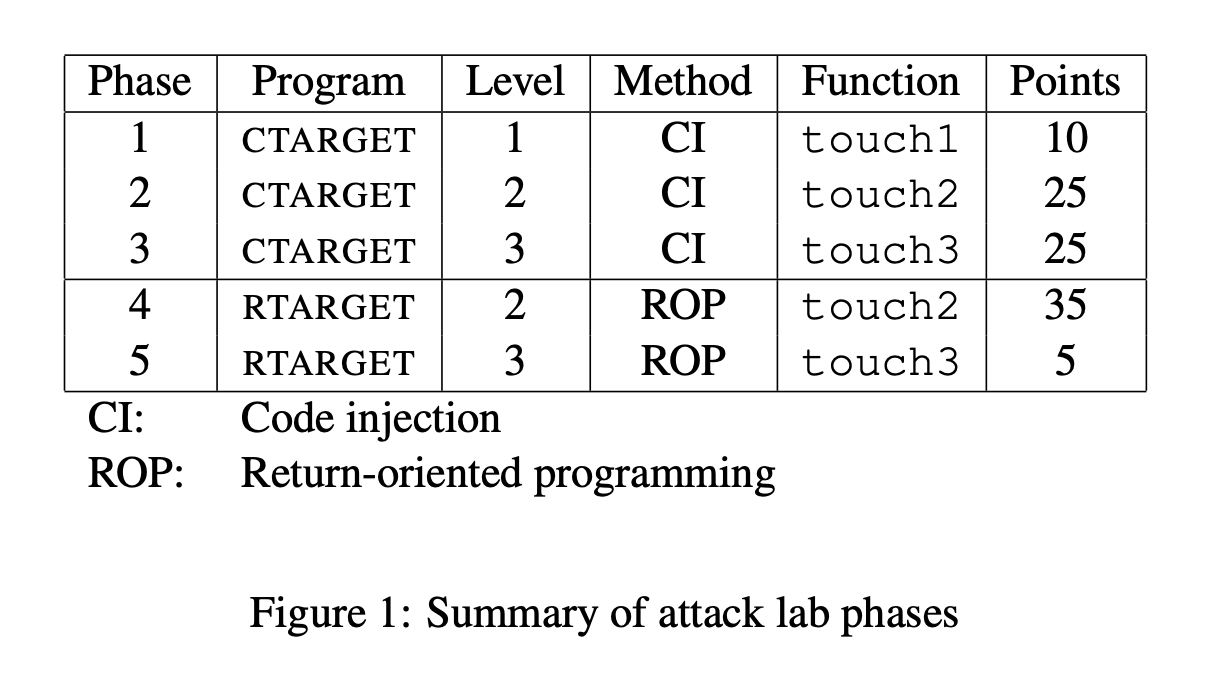 Phase Program Level Method Function Points
1 CTARGET 1 CI touch1 10
2 CTARGET 2 CI touch2 25
3 CTARGET 3 CI touch3 25
4 RTARGET 2 ROP touch2 35
5 RTARGET 3 ROP touch3 5
CI: Code injection
ROP: Return-oriented programming
Figure 1: Summary of attack lab phases